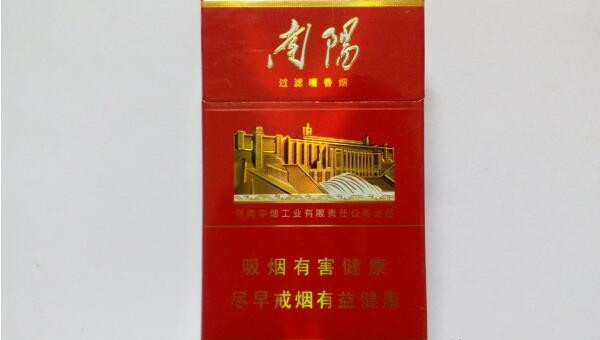 南陽
过滤嘴香烟
河南中烟工业有限责任公司出品
吸烟有害健康
尽早戒烟有益健康